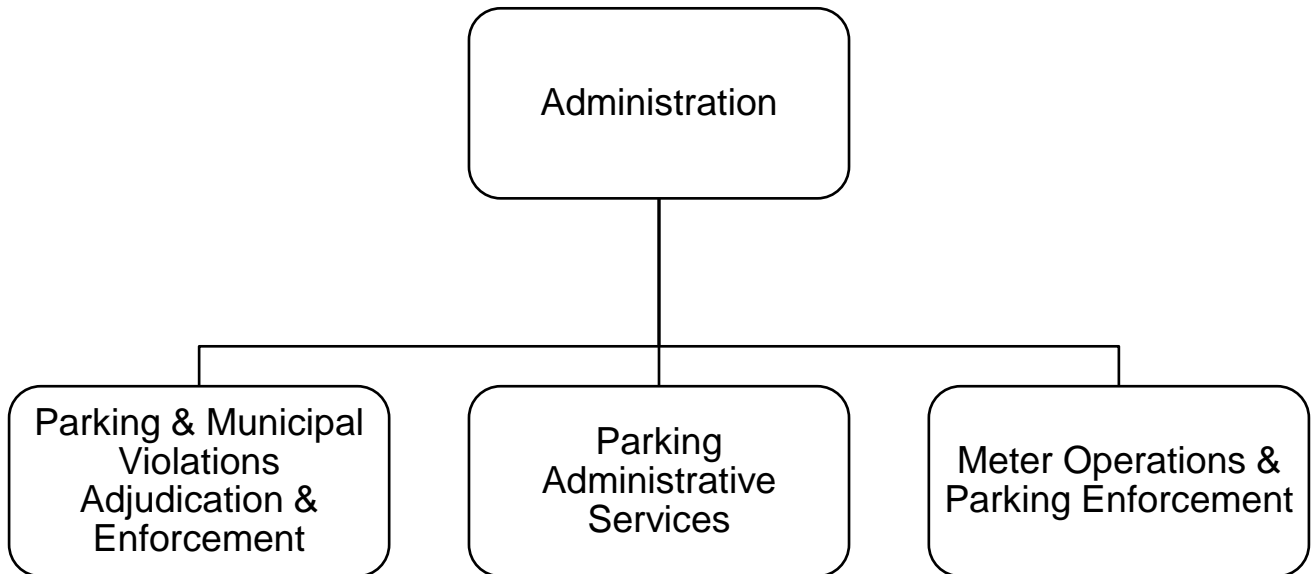 Administration
Parking & Municipal
Violations
Adjudication &
Enforcement
Parking
Administrative
Services
Meter Operations &
Parking Enforcement